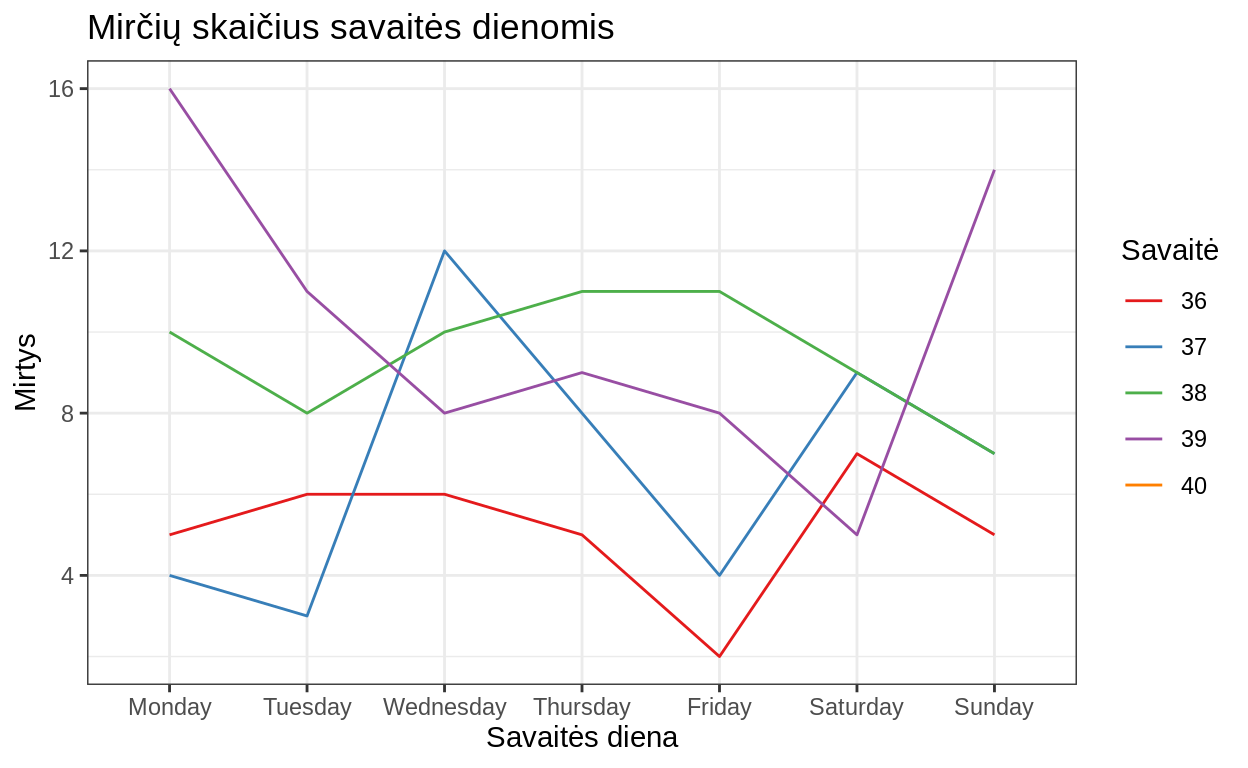 Mirčių skaičius savaitės dienomis
16
12
8
4
Mirtys
Monday Tuesday Wednesday Thursday Friday Saturday Sunday
Savaitės diena
Savaitė
36
37
38
39
40